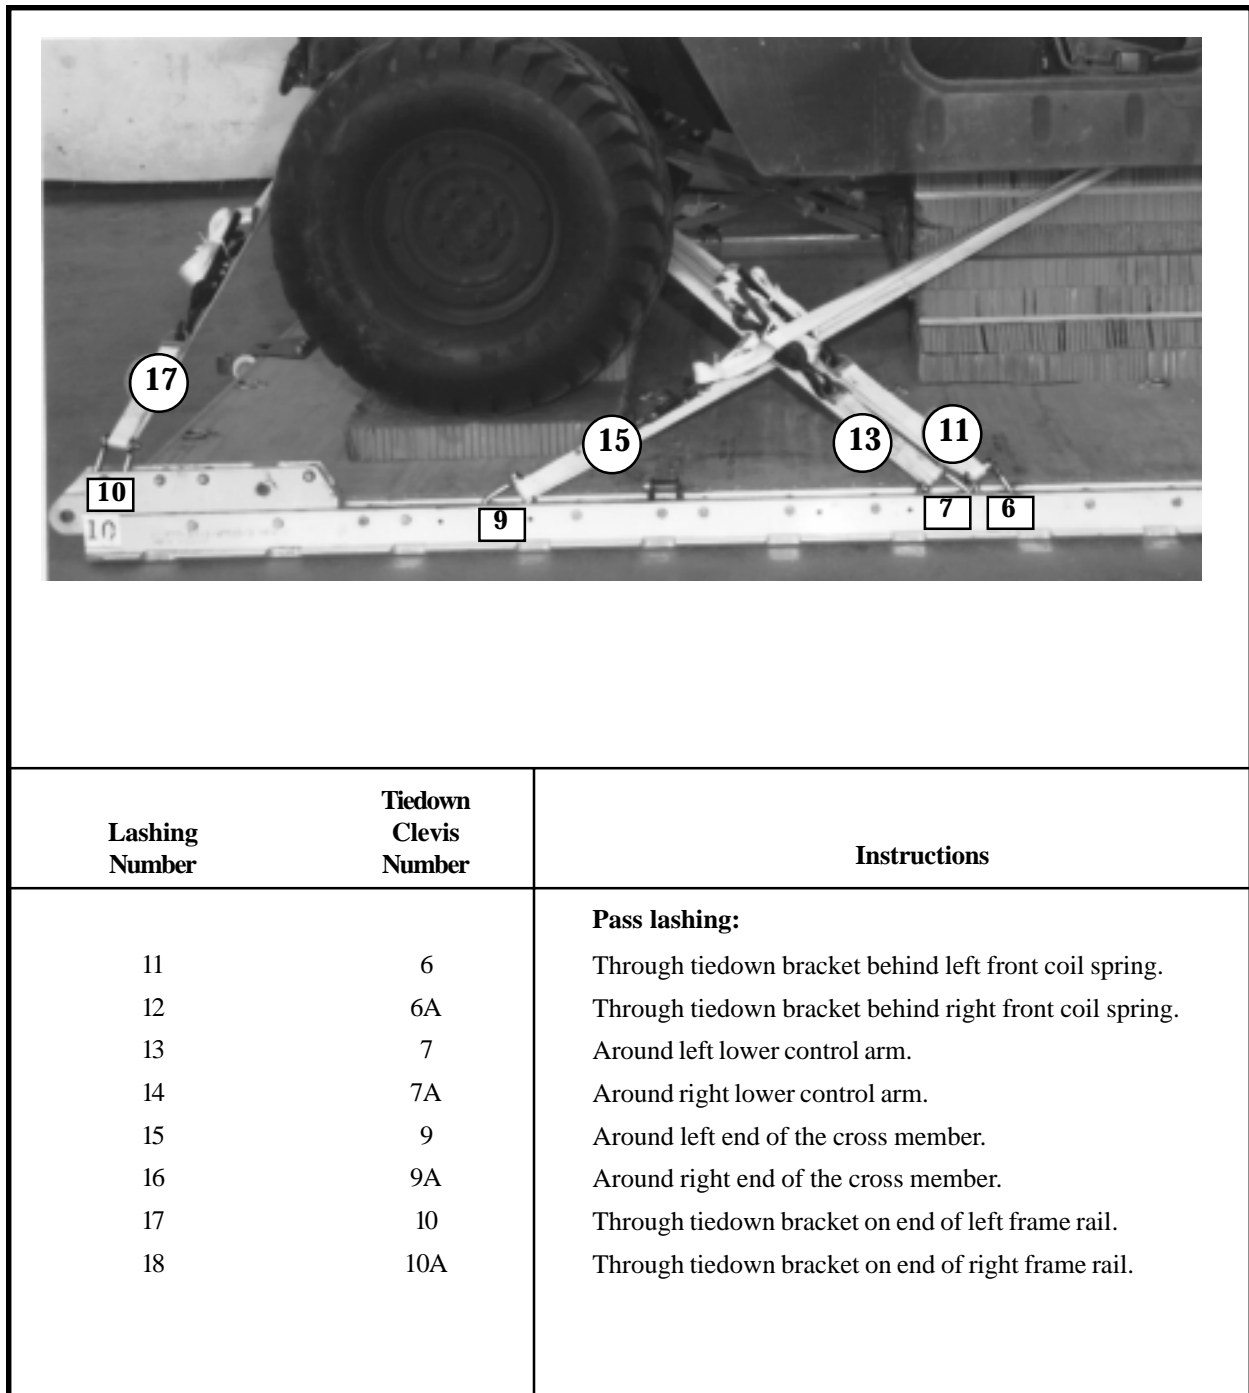 17
15
13
11
10
9
7
6
10
Lashing
Number
Tiedown
Clevis
Number
Instructions
Pass lashing:
11 6 Through tiedown bracket behind left front coil spring.
12 6A Through tiedown bracket behind right front coil spring.
13 7 Around left lower control arm.
14 7A Around right lower control arm.
15 9 Around left end of the cross member.
16 9A Around right end of the cross member.
17 10 Through tiedown bracket on end of left frame rail.
18 10A Through tiedown bracket on end of right frame rail.